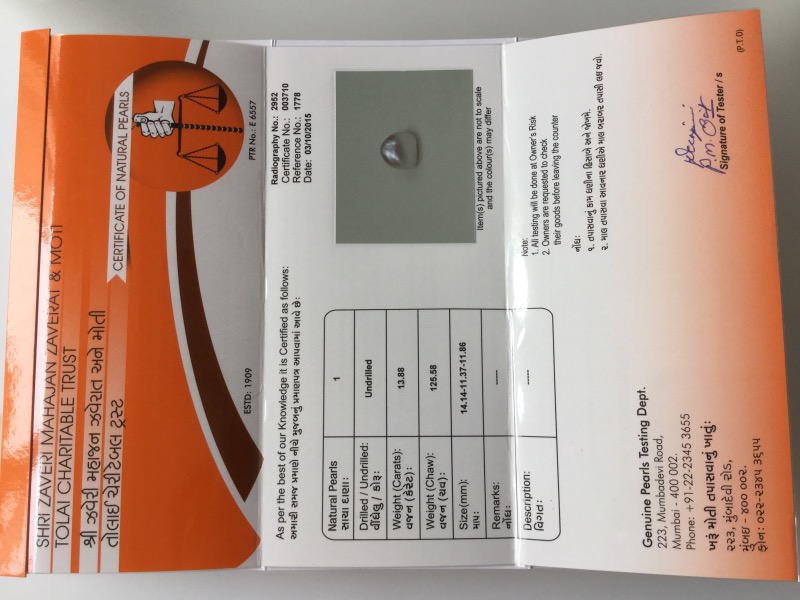 SHRI ZAVERI MAHAJAN ZAVERAT & MOTI
TOLAI CHARITABLE TRUST
શ્રી ઝવેરી મહાજન ઝવેરાત અને મોતી
તોલાઈ ચેરીટેબલ ટ્રસ્ટ
CERTIFICATE OF NATURAL PEARLS
ESTD: 1909
PTR No.: E 6557
As per the best of our Knowledge it is Certified as follows:
અમારી સમજ પ્રમાણે નીચે મુજબનું પ્રમાણપત્ર આપવામાં આવે છે:
Radiography No.: 2952
Certificate No.: 003710
Reference No.: 1778
Date: 03/10/2015
Natural Pearls 1
સાચા દાણા:
Drilled / Undrilled: Undrilled
વીંધેલુ / કોરૂ:
Weight (Carats): 13.88
વજન (કેરેટ):
Weight (Chaw): 125.58
વજન (ચવ):
Size(mm): 14.14-11.37-11.86
માપ:
Remarks: -----
નોંધ:
Description: -----
વિગત:
Item(s) pictured above are not to scale
and the colour(s) may differ
Note:
1. All testing will be done at Owner's Risk
2. Owners are requested to check
their goods before leaving the counter
નોંધ:
૧. તપાસવાનું કામ ધણીના હિસાબે અને જોખમે.
૨. માલ તપાસવા આવનાર ધણીએ માલ બરાબર તપાસી લઇ જવો.
Genuine Pearls Testing Dept.
223, Mumbadevi Road,
Mumbai - 400 002.
Phone: +91-22-2345 3655
ખરૂં મોતી તપાસવાનું ખાતું:
૨૨૩, મુંબાદેવી રોડ,
મુંબઇ - ૪૦૦ ૦૦૨.
ફોન: ૦૨૨-૨૩૪૫ ૩૬૫૫
Signature of Tester/s
(P.T.O)